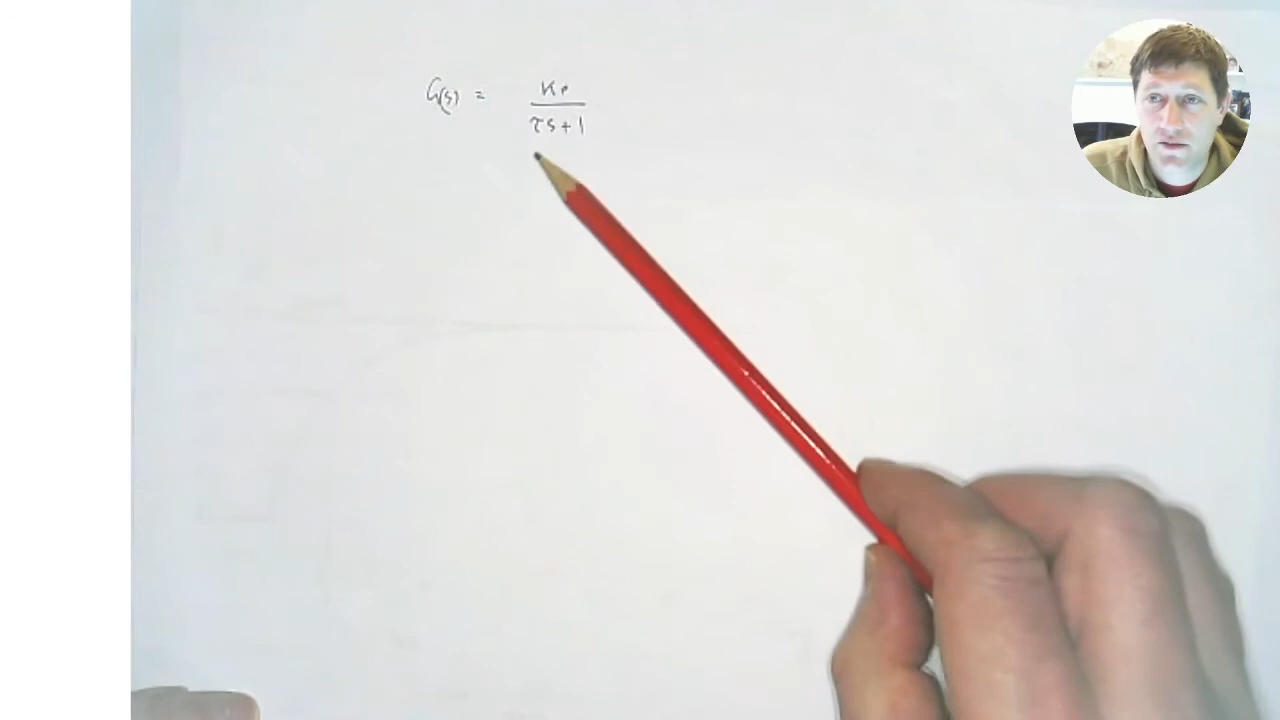 G(s) = Kp
τs+1